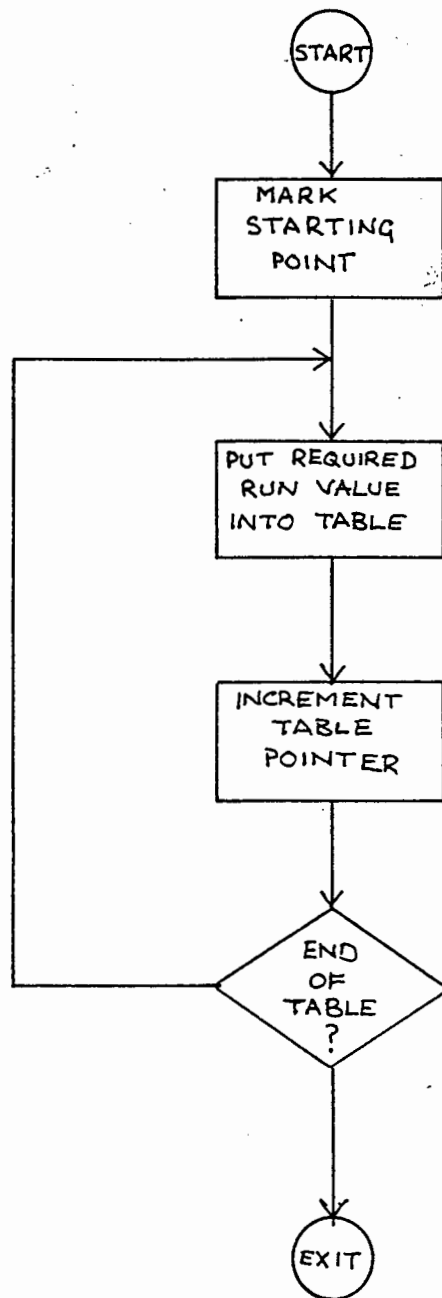 START
MARK
STARTING
POINT
PUT REQUIRED
RUN VALUE
INTO TABLE
INCREMENT
TABLE
POINTER
END
OF
TABLE
?
EXIT